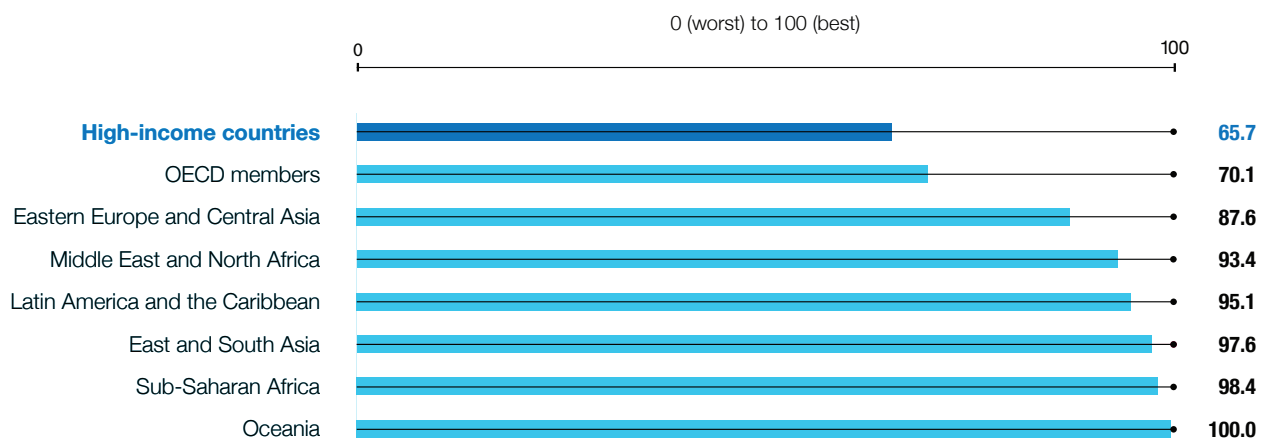 0 (worst) to 100 (best)
0 100
High-income countries 65.7
OECD members 70.1
Eastern Europe and Central Asia 87.6
Middle East and North Africa 93.4
Latin America and the Caribbean 95.1
East and South Asia 97.6
Sub-Saharan Africa 98.4
Oceania 100.0